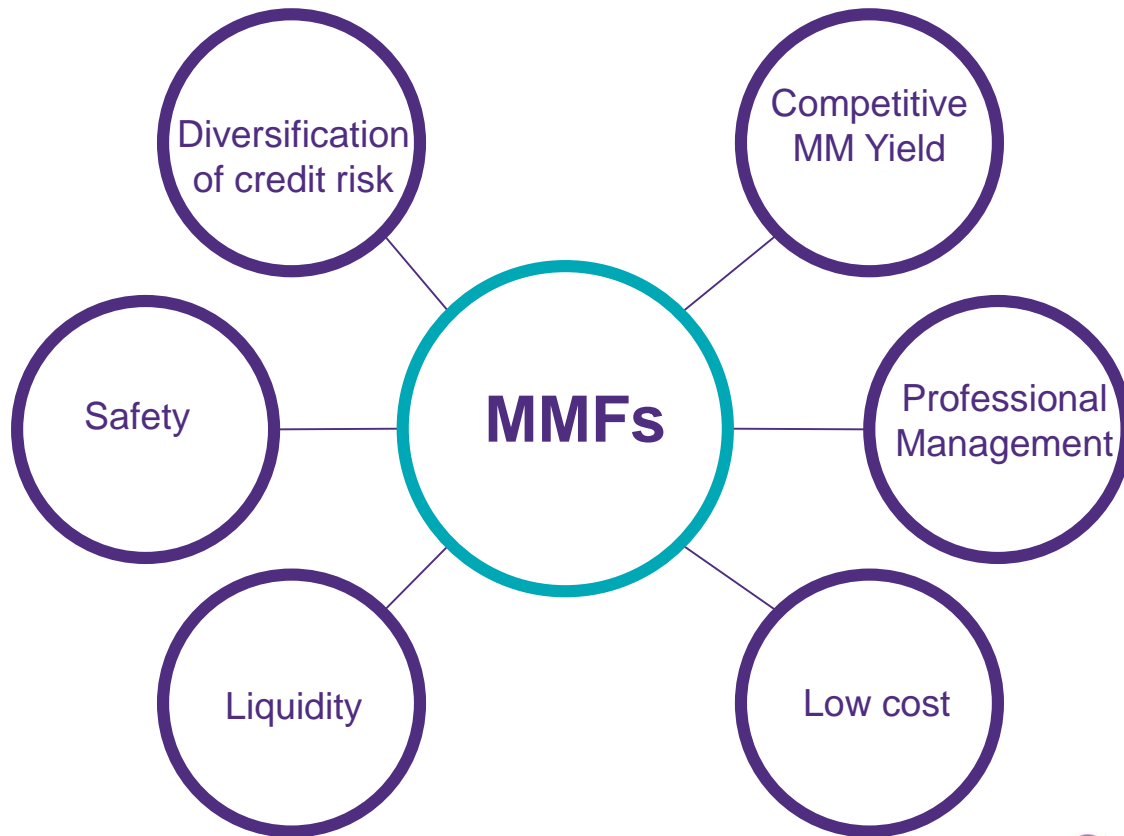 Diversification
of credit risk
Competitive
MM Yield
Safety
MMFs
Professional
Management
Liquidity
Low cost